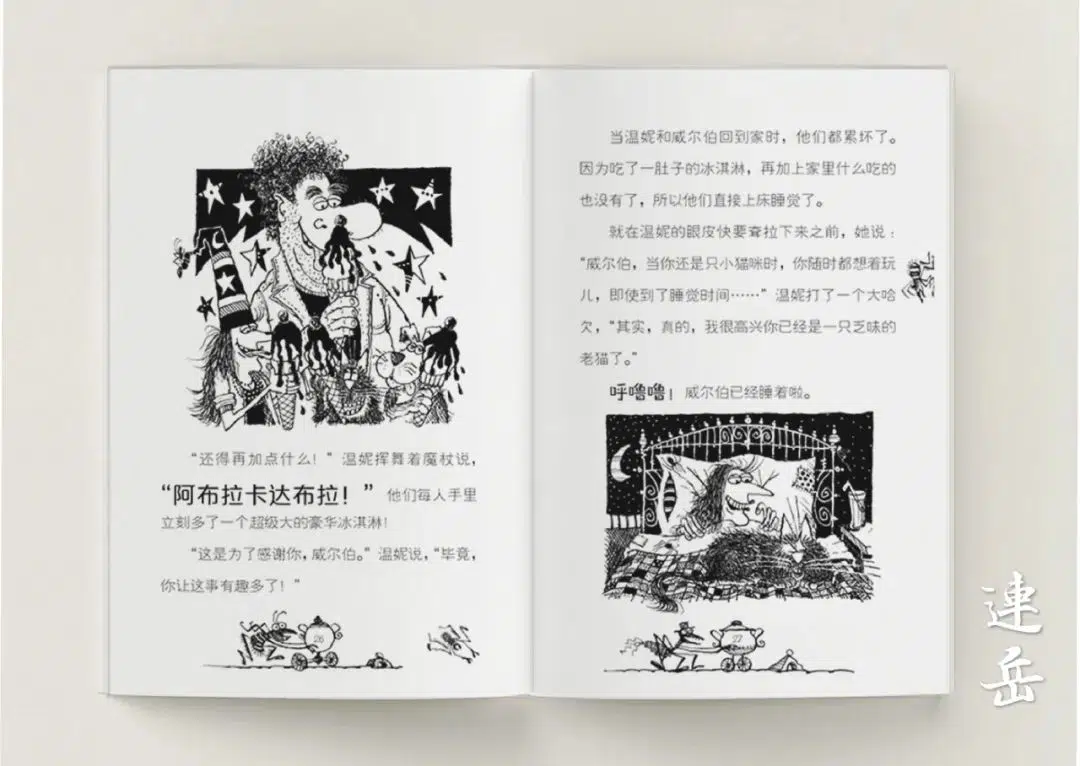 “还得再加点什么！”温妮挥舞着魔杖说，
“阿布拉卡达布拉！”他们每人手里
立刻多了一个超级大的豪华冰淇淋！
“这是为了感谢你，威尔伯。”温妮说，“毕竟，
你让这事有趣多了！”
26
当温妮和威尔伯回到家时，他们都累坏了。
因为吃了一肚子的冰淇淋，再加上家里什么吃的
也没有了，所以他们直接上床睡觉了。
就在温妮的眼皮快要耷拉下来之前，她说：
“威尔伯，当你还是只小猫咪时，你随时都想着玩
儿，即使到了睡觉时间……”温妮打了一个大哈
欠，“其实，真的，我很高兴你已经是一只乏味的
老猫了。”
呼噜噜！威尔伯已经睡着啦。
27
連
岳